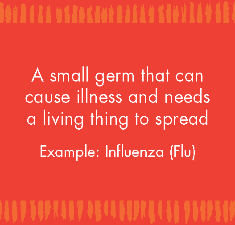 A small germ that can
cause illness and needs
a living thing to spread
Example: Influenza (Flu)